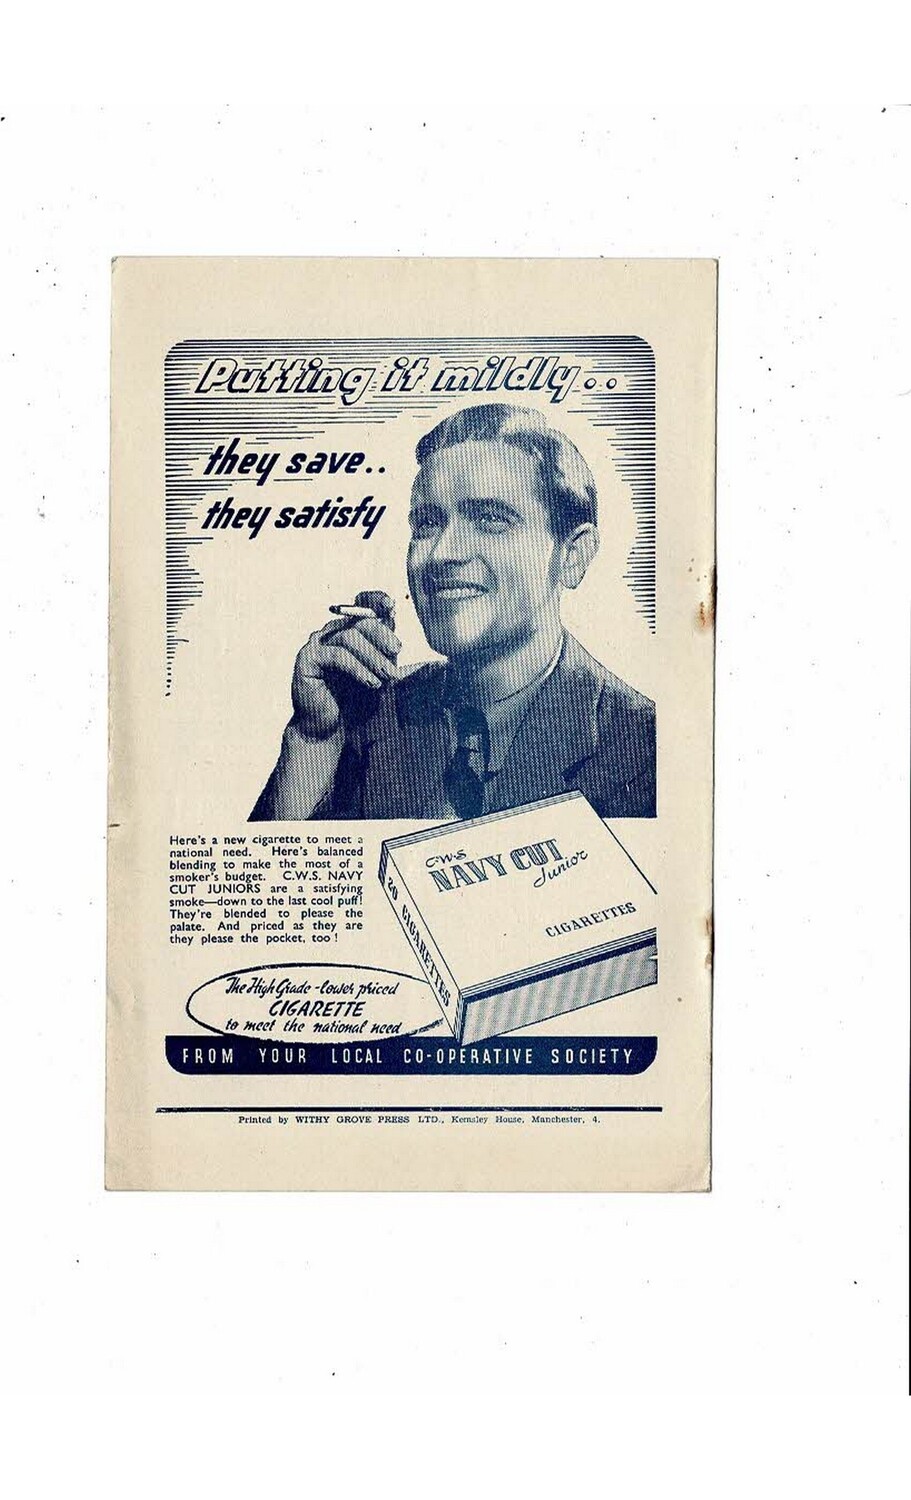 Putting it mildly..
they save..
they satisfy
Here's a new cigarette to meet a
national need. Here's balanced
blending to make the most of a
smoker's budget. C.W.S. NAVY
CUT JUNIORS are a satisfying
smoke—down to the last cool puff!
They're blended to please the
palate. And priced as they are
they please the pocket, too !
C·W·S
NAVY CUT
Junior
CIGARETTES
20 CIGARETTES
The High Grade - lower priced
CIGARETTE
to meet the national need
FROM YOUR LOCAL CO-OPERATIVE SOCIETY
Printed by WITHY GROVE PRESS LTD., Kemsley House, Manchester, 4.